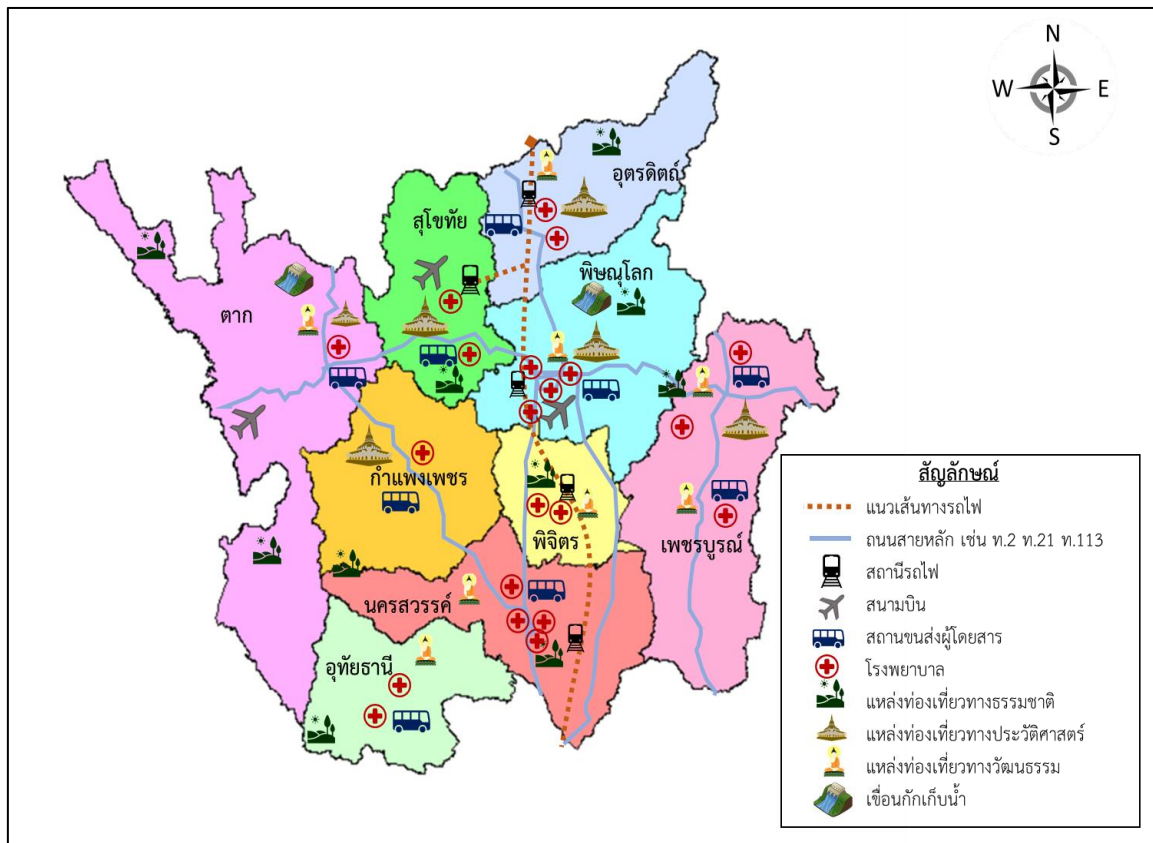 N
W E
S
อุตรดิตถ์
สุโขทัย
พิษณุโลก
ตาก
กำแพงเพชร
พิจิตร
เพชรบูรณ์
นครสวรรค์
อุทัยธานี
สัญลักษณ์
แนวเส้นทางรถไฟ
ถนนสายหลัก เช่น ท.2 ท.21 ท.113
สถานีรถไฟ
สนามบิน
สถานขนส่งผู้โดยสาร
โรงพยาบาล
แหล่งท่องเที่ยวทางธรรมชาติ
แหล่งท่องเที่ยวทางประวัติศาสตร์
แหล่งท่องเที่ยวทางวัฒนธรรม
เขื่อนกักเก็บน้ำ